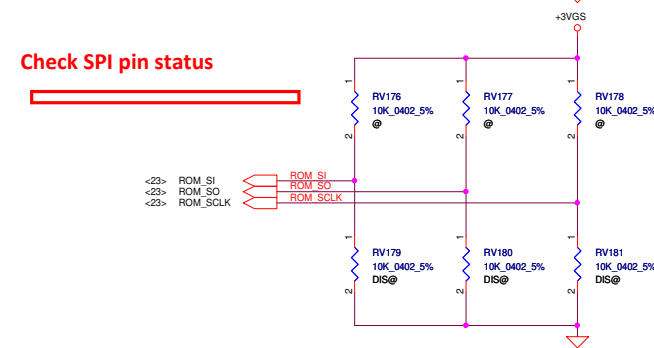 +3VGS
Check SPI pin status
1 1 1
RV176 RV177 RV178
10K_0402_5% 10K_0402_5% 10K_0402_5%
@ @ @
2 2 2
<23> ROM_SI ROM_SI
<23> ROM_SO ROM_SO
<23> ROM_SCLK ROM_SCLK
1 1 1
RV179 RV180 RV181
10K_0402_5% 10K_0402_5% 10K_0402_5%
DIS@ DIS@ DIS@
2 2 2